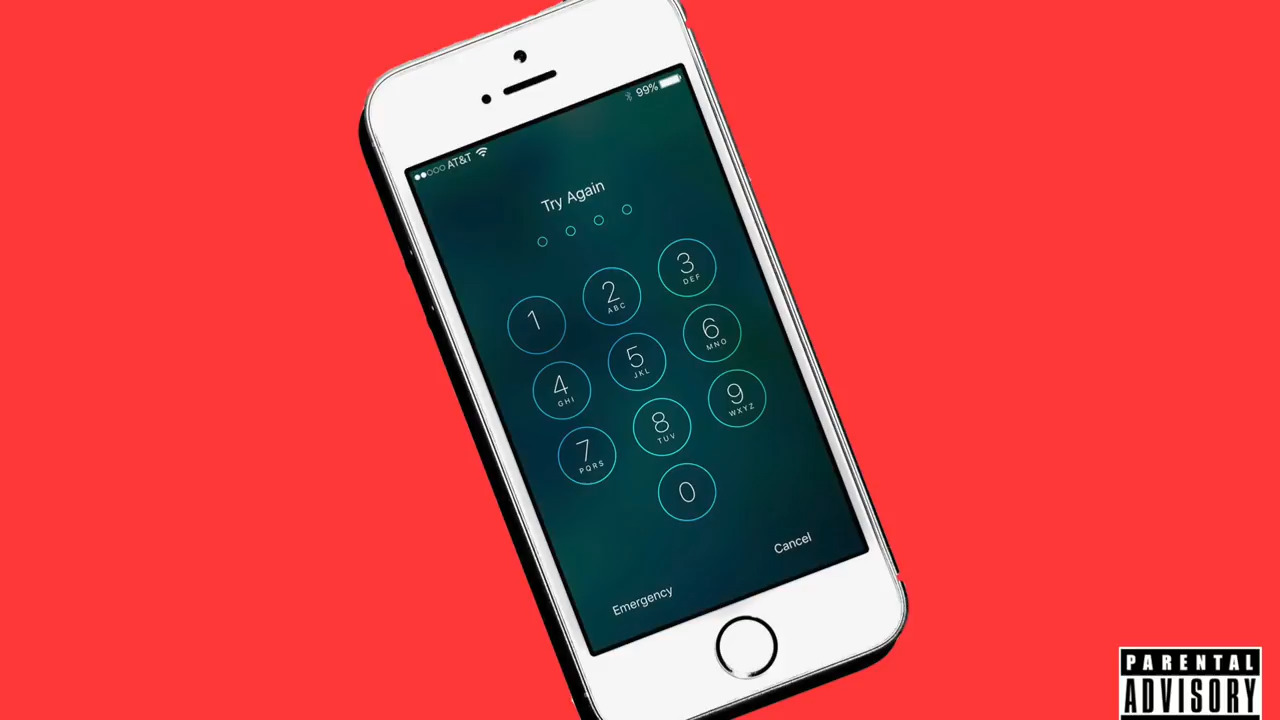 AT&T
99%
Try Again
1
2
ABC
3
DEF
4
GHI
5
JKL
6
MNO
7
PQRS
8
TUV
9
WXYZ
0
Emergency
Cancel
PARENTAL
ADVISORY